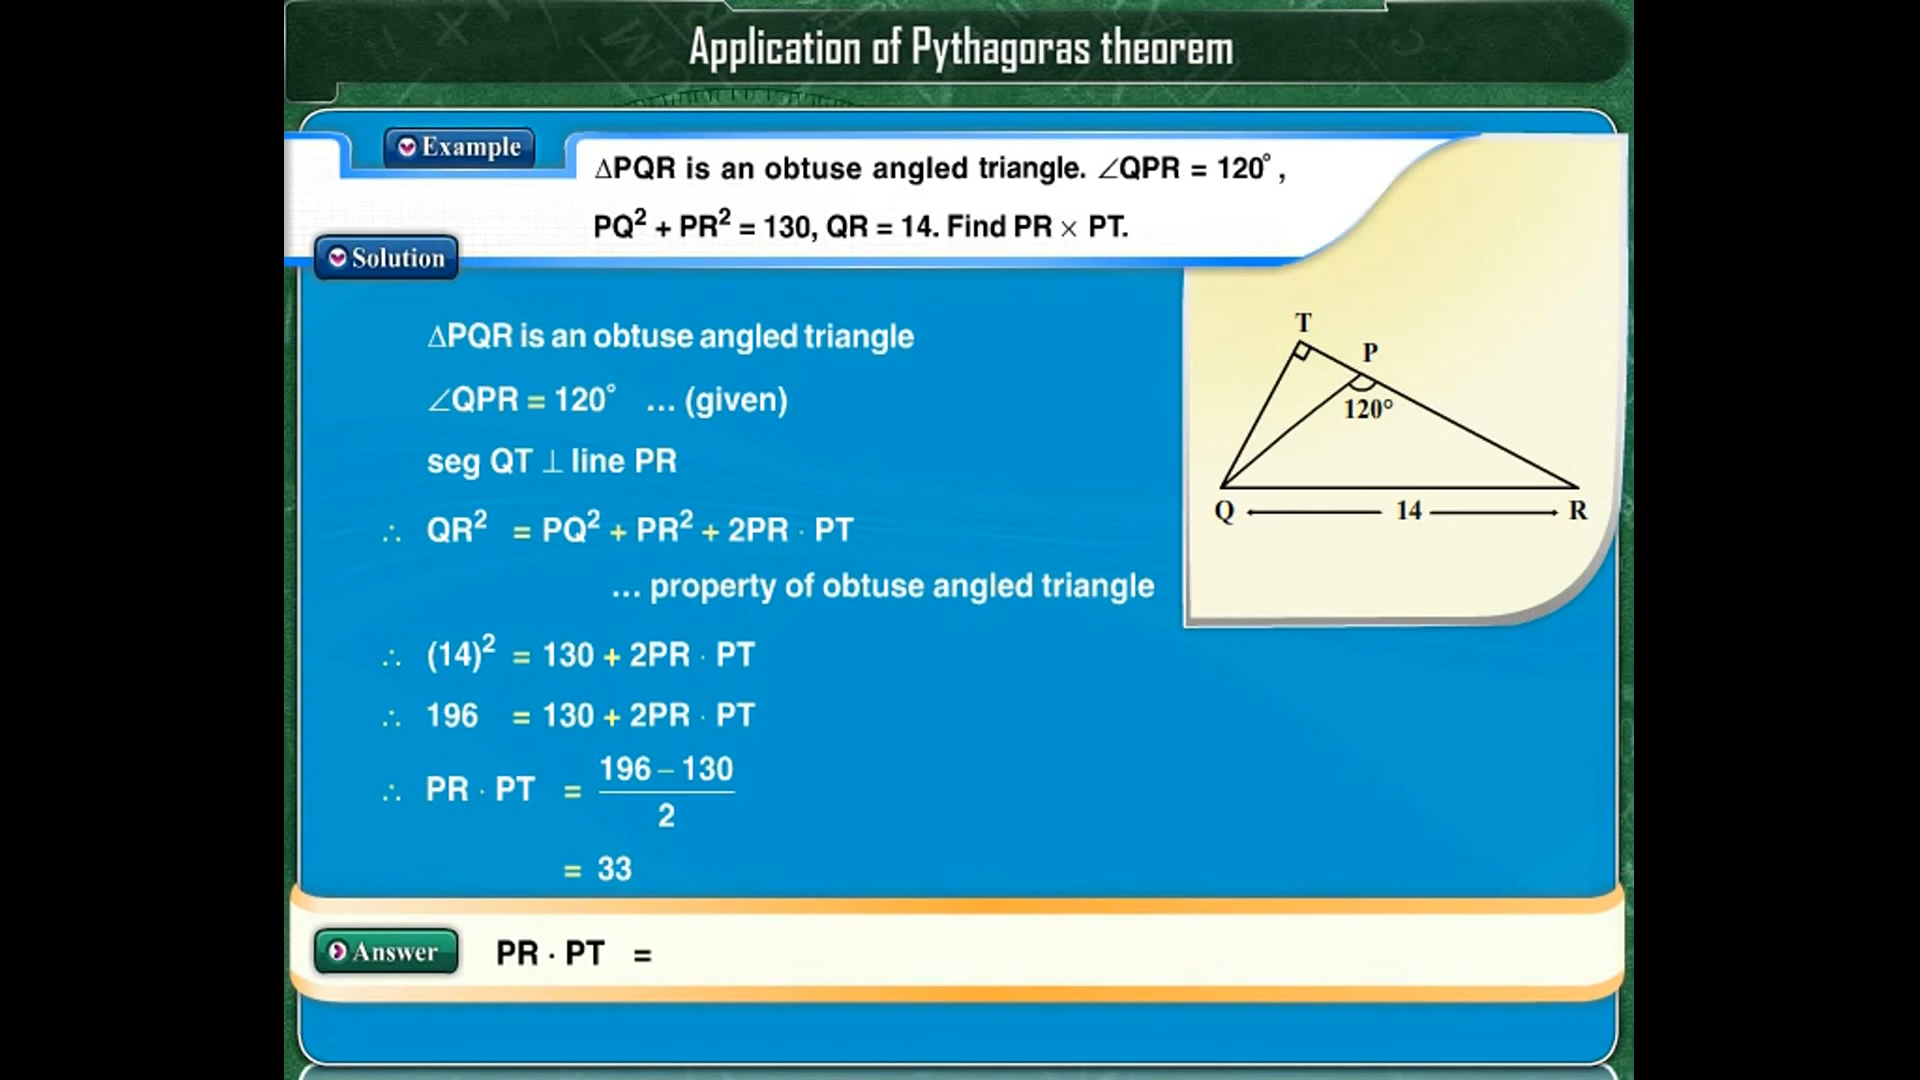 Application of Pythagoras theorem
Example
∆PQR is an obtuse angled triangle. ∠QPR = 120°,
PQ² + PR² = 130, QR = 14. Find PR × PT.
Solution
∆PQR is an obtuse angled triangle
∠QPR = 120° ... (given)
seg QT ⊥ line PR
∴ QR² = PQ² + PR² + 2PR · PT
... property of obtuse angled triangle
∴ (14)² = 130 + 2PR · PT
∴ 196 = 130 + 2PR · PT
∴ PR · PT = (196 – 130)/2
= 33
T
P
120°
Q 14 R
Answer PR · PT =